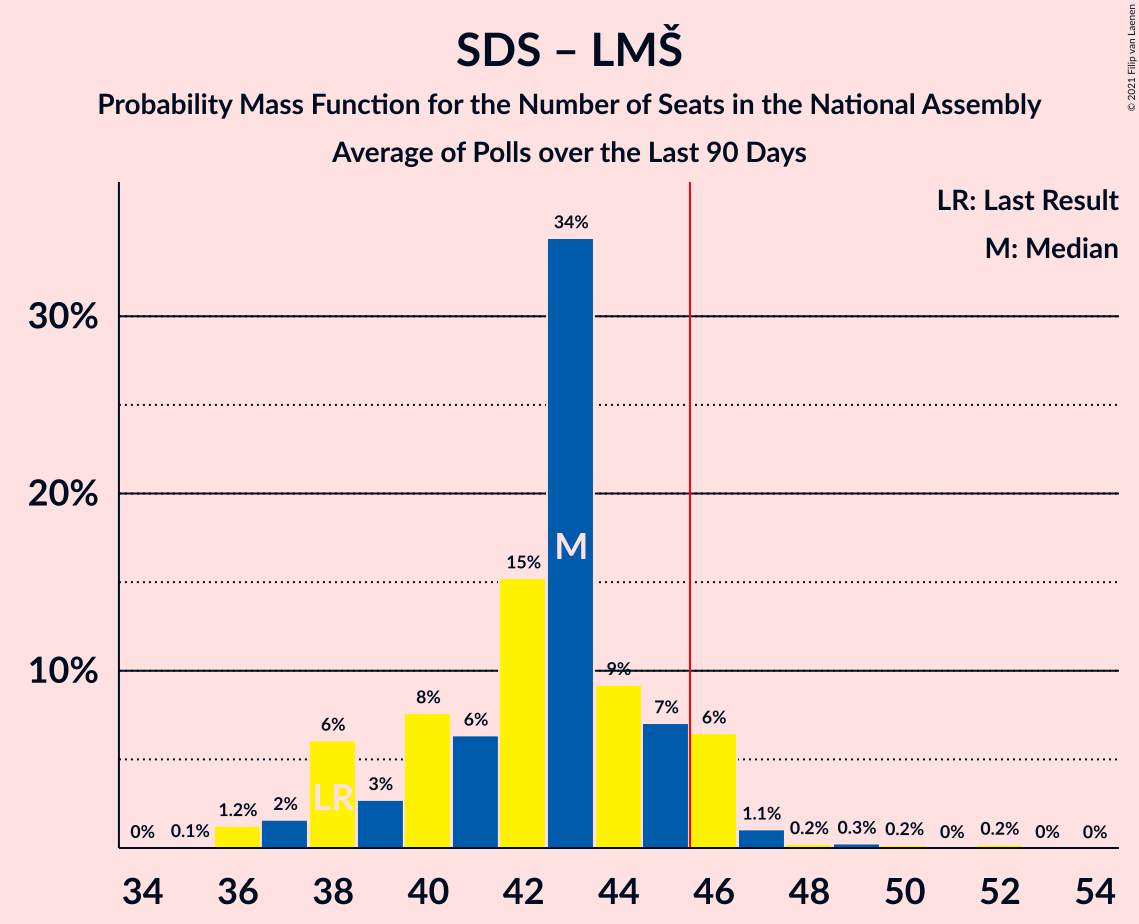 SDS – LMŠ
Probability Mass Function for the Number of Seats in the National Assembly
Average of Polls over the Last 90 Days
© 2021 Filip van Laenen
LR: Last Result
M: Median
30%
20%
10%
0%
0.1%
1.2%
2%
6%
3%
8%
6%
15%
34%
9%
7%
6%
1.1%
0.2%
0.3%
0.2%
0%
0.2%
0%
0%
LR
M
34 36 38 40 42 44 46 48 50 52 54